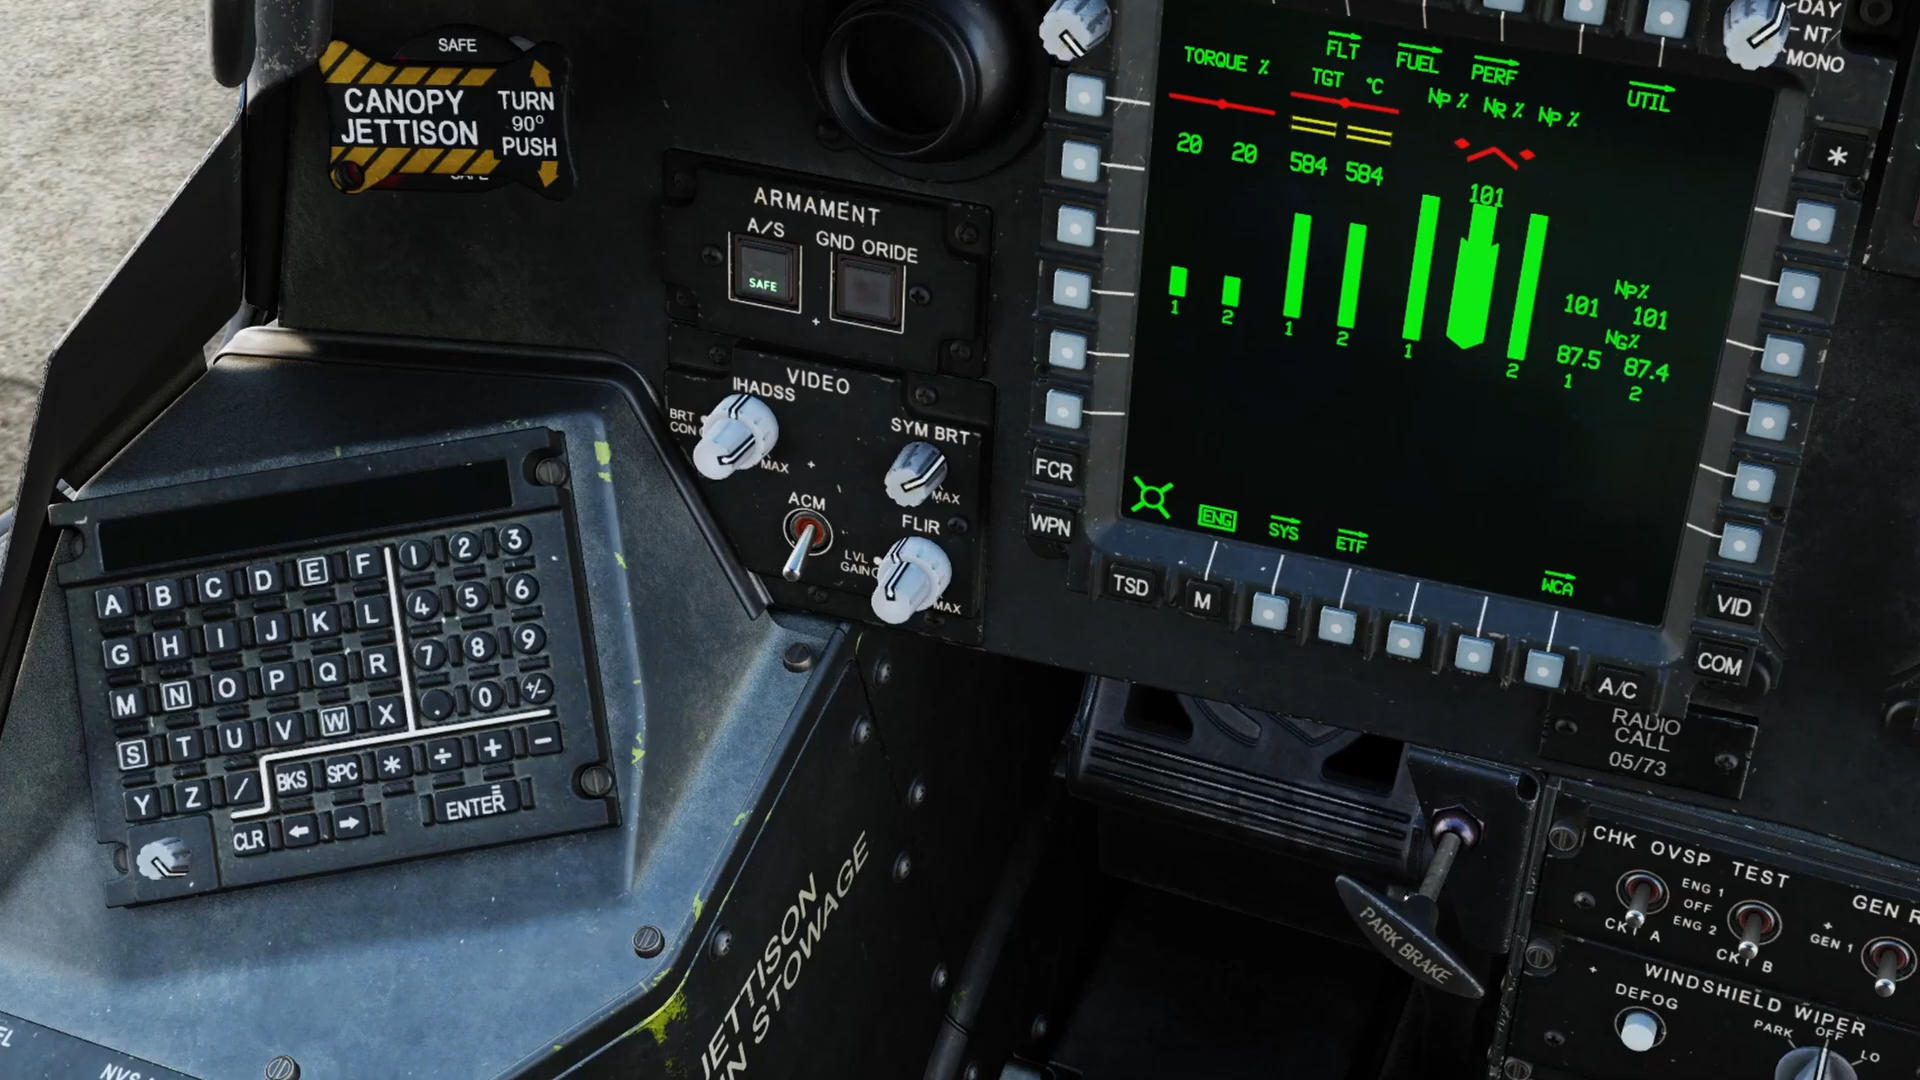 SAFE
CANOPY
JETTISON
TURN
90°
PUSH
SAFE
ARMAMENT
A/S
GND ORIDE
SAFE
VIDEO
IHADSS
BRT
CON
MAX
SYM BRT
MAX
ACM
FLIR
LVL
GAIN
MAX
DAY
NT
MONO
FLT
FUEL
PERF
UTIL
TORQUE %
TGT °C
NP % NR % NP %
20 20
584 584
101
1 2
1 2
1 2
NP%
101 101
NG%
87.5 87.4
1 2
ENG
SYS
ETF
WCA
*
FCR
WPN
TSD
M
VID
COM
A/C
RADIO
CALL
05/73
A B C D E F 1 2 3
G H I J K L 4 5 6
M N O P Q R 7 8 9
S T U V W X . 0 +/-
Y Z / BKS SPC * ÷ + -
CLR ← → ENTER
JETTISON
IN STOWAGE
PARK BRAKE
CHK OVSP TEST
ENG 1
OFF
ENG 2
CKT A
CKT B
GEN R
GEN 1
WINDSHIELD WIPER
DEFOG
PARK
OFF
LO
NVS